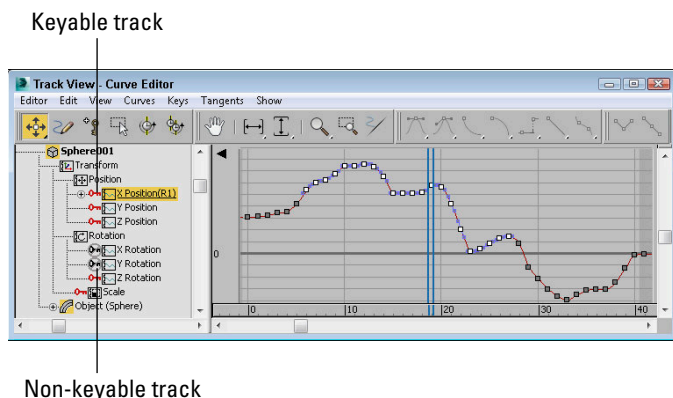 Keyable track
Track View - Curve Editor
Editor Edit View Curves Keys Tangents Show
Sphere001
Transform
Position
X Position(R1)
Y Position
Z Position
Rotation
X Rotation
Y Rotation
Z Rotation
Scale
Object (Sphere)
0
0 10 20 30 40
Non-keyable track